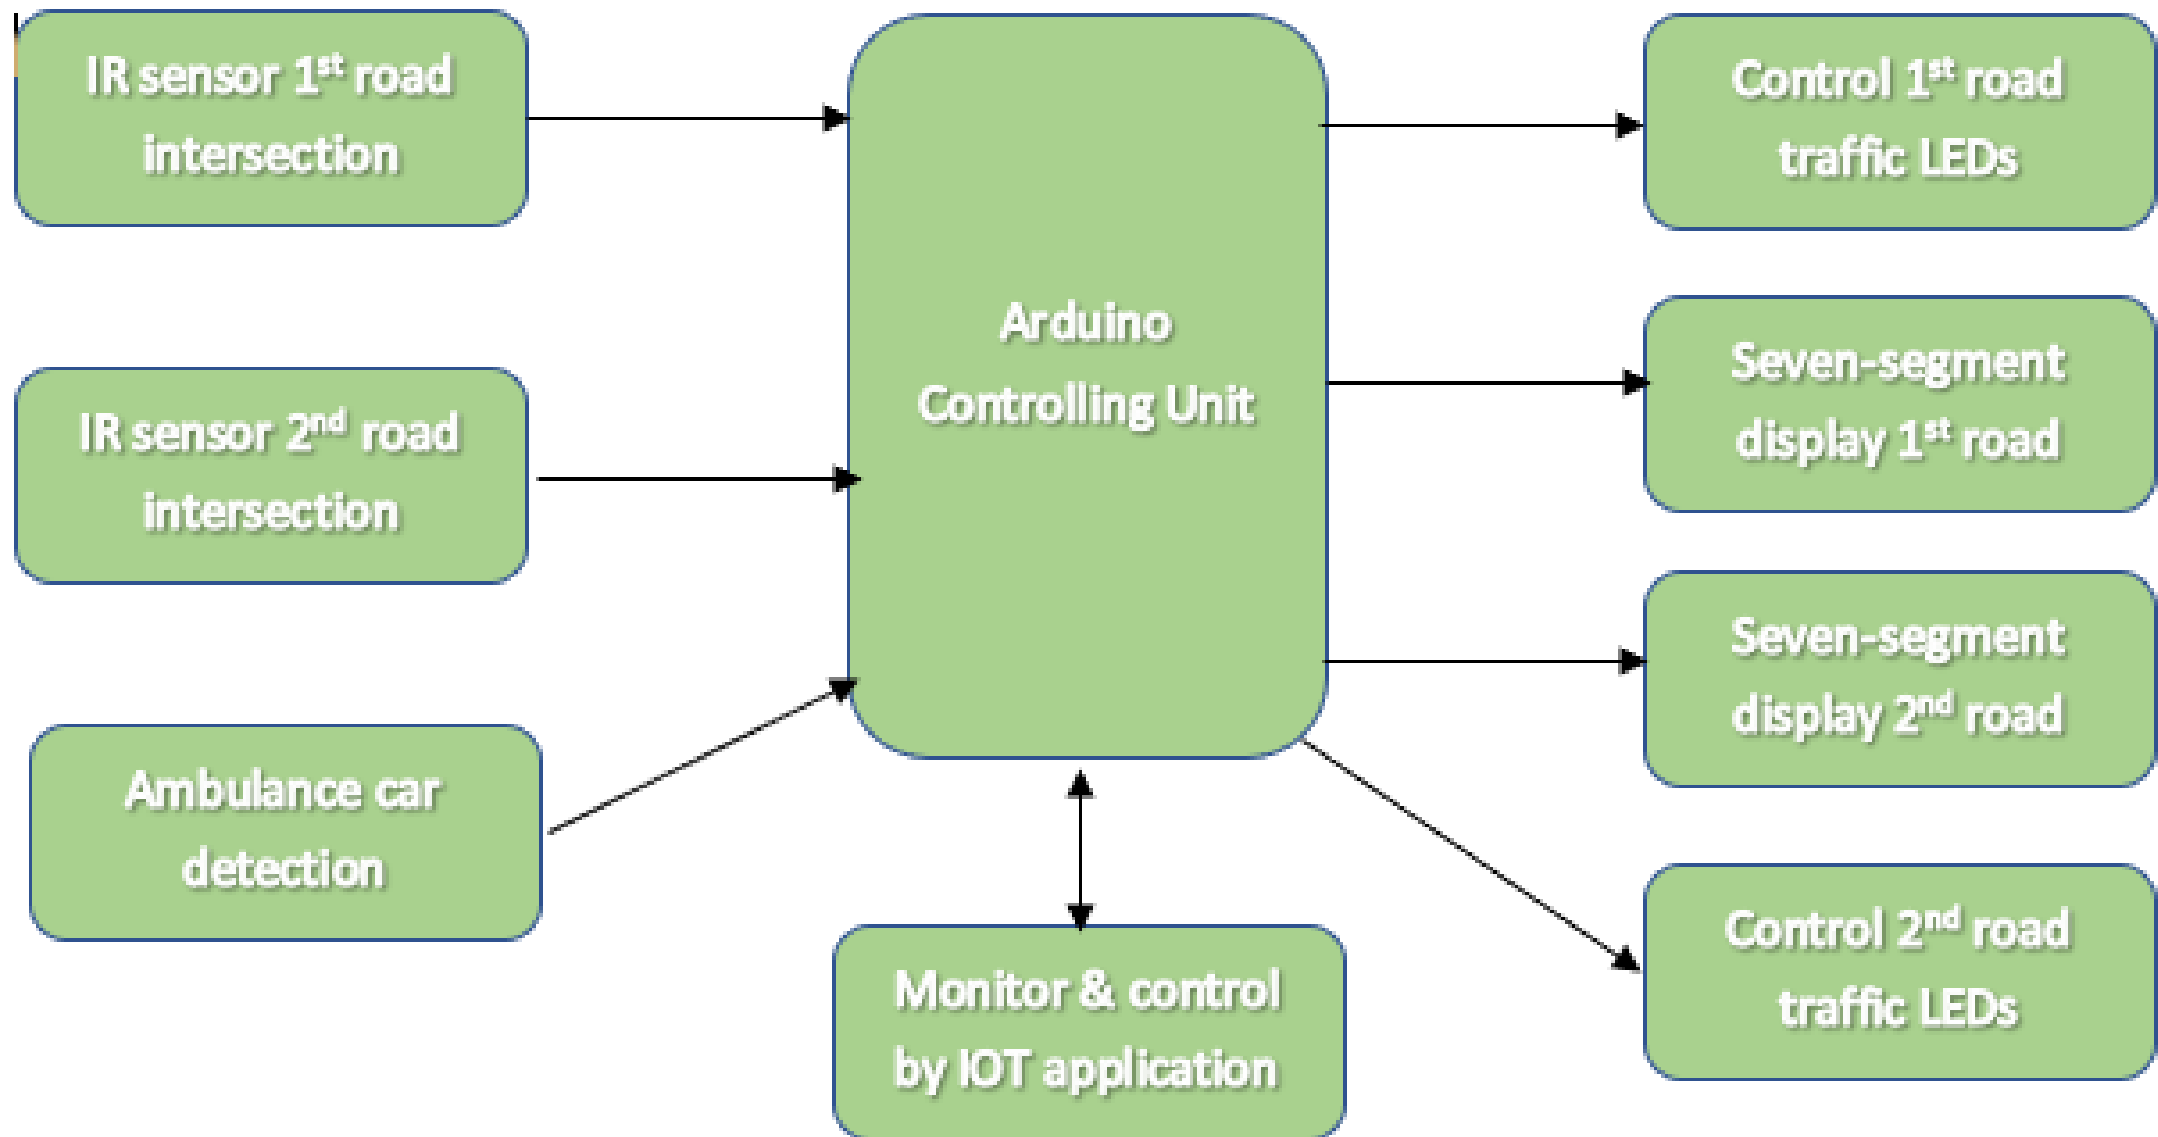 IR sensor 1st road
intersection
IR sensor 2nd road
intersection
Ambulance car
detection
Arduino
Controlling Unit
Monitor & control
by IOT application
Control 1st road
traffic LEDs
Seven-segment
display 1st road
Seven-segment
display 2nd road
Control 2nd road
traffic LEDs